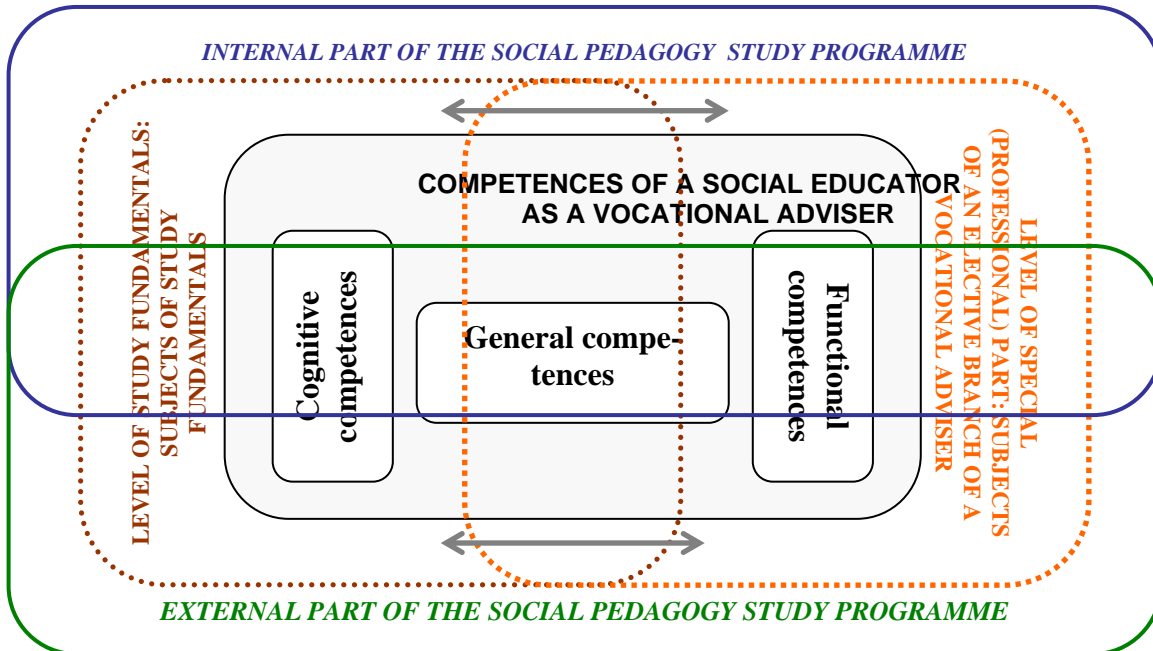 INTERNAL PART OF THE SOCIAL PEDAGOGY STUDY PROGRAMME
LEVEL OF STUDY FUNDAMENTALS:
SUBJECTS OF STUDY
FUNDAMENTALS
COMPETENCES OF A SOCIAL EDUCATOR
AS A VOCATIONAL ADVISER
Cognitive
competences
General compe-
tences
Functional
competences
LEVEL OF SPECIAL
(PROFESSIONAL) PART: SUBJECTS
OF AN ELECTIVE BRANCH OF A
VOCATIONAL ADVISER
EXTERNAL PART OF THE SOCIAL PEDAGOGY STUDY PROGRAMME